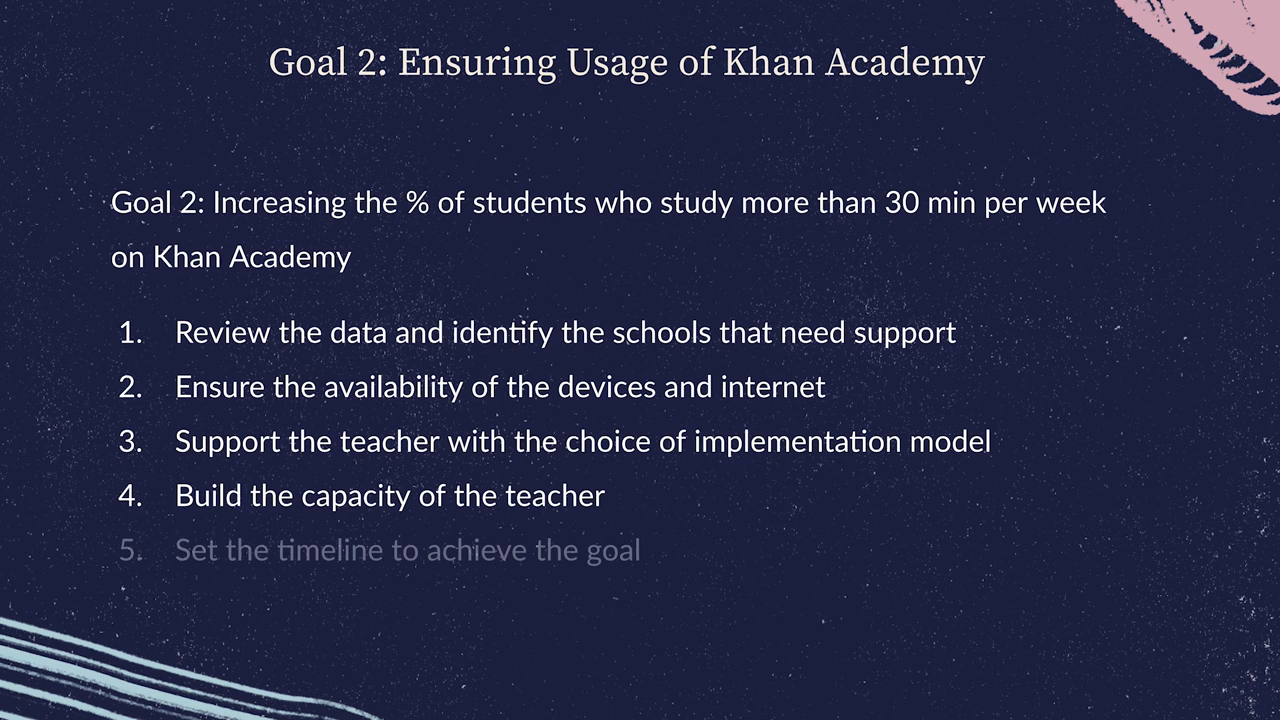 Goal 2: Ensuring Usage of Khan Academy
Goal 2: Increasing the % of students who study more than 30 min per week
on Khan Academy
1. Review the data and identify the schools that need support
2. Ensure the availability of the devices and internet
3. Support the teacher with the choice of implementation model
4. Build the capacity of the teacher
5. Set the timeline to achieve the goal